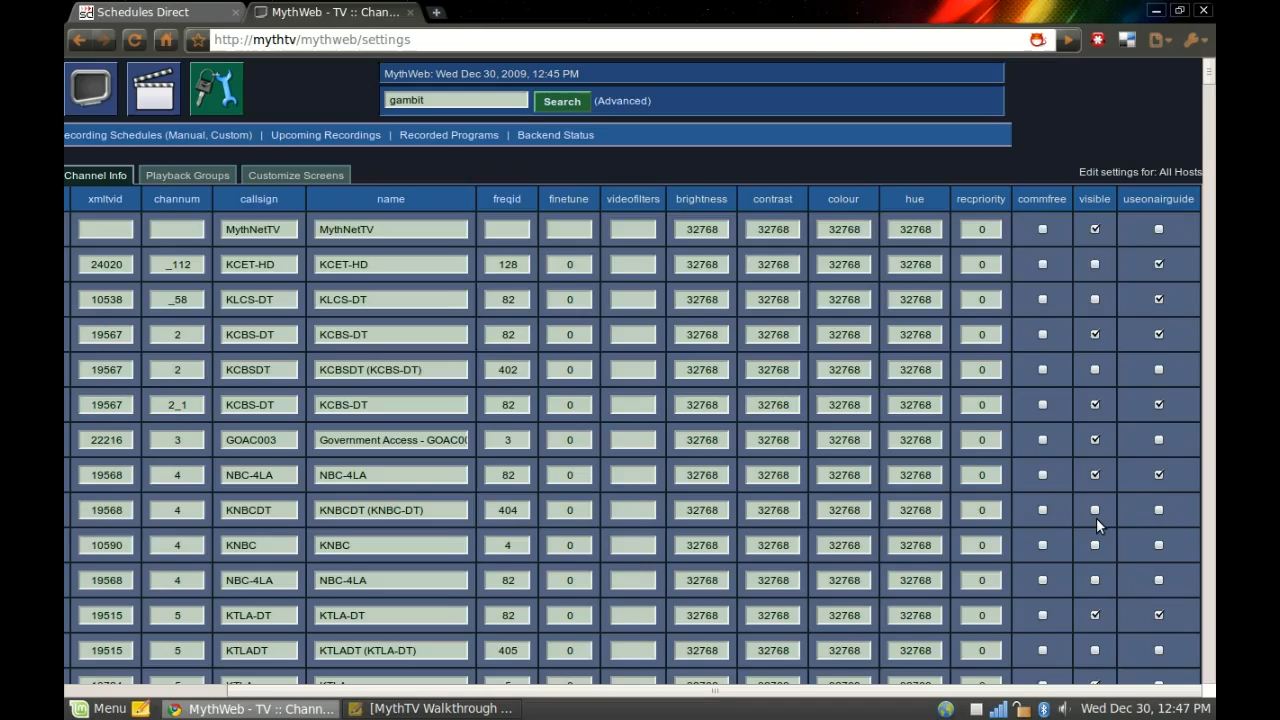 Schedules Direct
MythWeb - TV :: Chan...
http://mythtv/mythweb/settings
MythWeb: Wed Dec 30, 2009, 12:45 PM
gambit Search (Advanced)
ecording Schedules (Manual, Custom) | Upcoming Recordings | Recorded Programs | Backend Status
Channel Info Playback Groups Customize Screens Edit settings for: All Hosts
xmltvid channum callsign name freqid finetune videofilters brightness contrast colour hue recpriority commfree visible useonairguide
MythNetTV MythNetTV 32768 32768 32768 32768 0
24020 _112 KCET-HD KCET-HD 128 0 32768 32768 32768 32768 0
10538 _58 KLCS-DT KLCS-DT 82 0 32768 32768 32768 32768 0
19567 2 KCBS-DT KCBS-DT 82 0 32768 32768 32768 32768 0
19567 2 KCBSDT KCBSDT (KCBS-DT) 402 0 32768 32768 32768 32768 0
19567 2_1 KCBS-DT KCBS-DT 82 0 32768 32768 32768 32768 0
22216 3 GOAC003 Government Access - GOAC00 3 0 32768 32768 32768 32768 0
19568 4 NBC-4LA NBC-4LA 82 0 32768 32768 32768 32768 0
19568 4 KNBCDT KNBCDT (KNBC-DT) 404 0 32768 32768 32768 32768 0
10590 4 KNBC KNBC 4 0 32768 32768 32768 32768 0
19568 4 NBC-4LA NBC-4LA 82 0 32768 32768 32768 32768 0
19515 5 KTLA-DT KTLA-DT 82 0 32768 32768 32768 32768 0
19515 5 KTLADT KTLADT (KTLA-DT) 405 0 32768 32768 32768 32768 0
Menu MythWeb - TV :: Chann... [MythTV Walkthrough ... Wed Dec 30, 12:47 PM